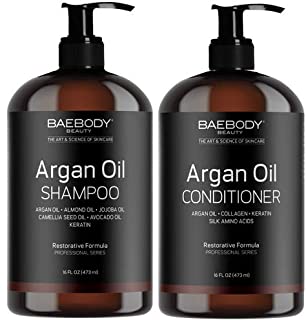 BAEBODY®
BEAUTY
THE ART & SCIENCE OF SKINCARE
Argan Oil
SHAMPOO
ARGAN OIL • ALMOND OIL • JOJOBA OIL
CAMELLIA SEED OIL • AVOCADO OIL
KERATIN
Restorative Formula
PROFESSIONAL SERIES
16 FL OZ (473 ml)
BAEBODY®
BEAUTY
THE ART & SCIENCE OF SKINCARE
Argan Oil
CONDITIONER
ARGAN OIL • COLLAGEN • KERATIN
SILK AMINO ACIDS
Restorative Formula
PROFESSIONAL SERIES
16 FL OZ (473 ml)